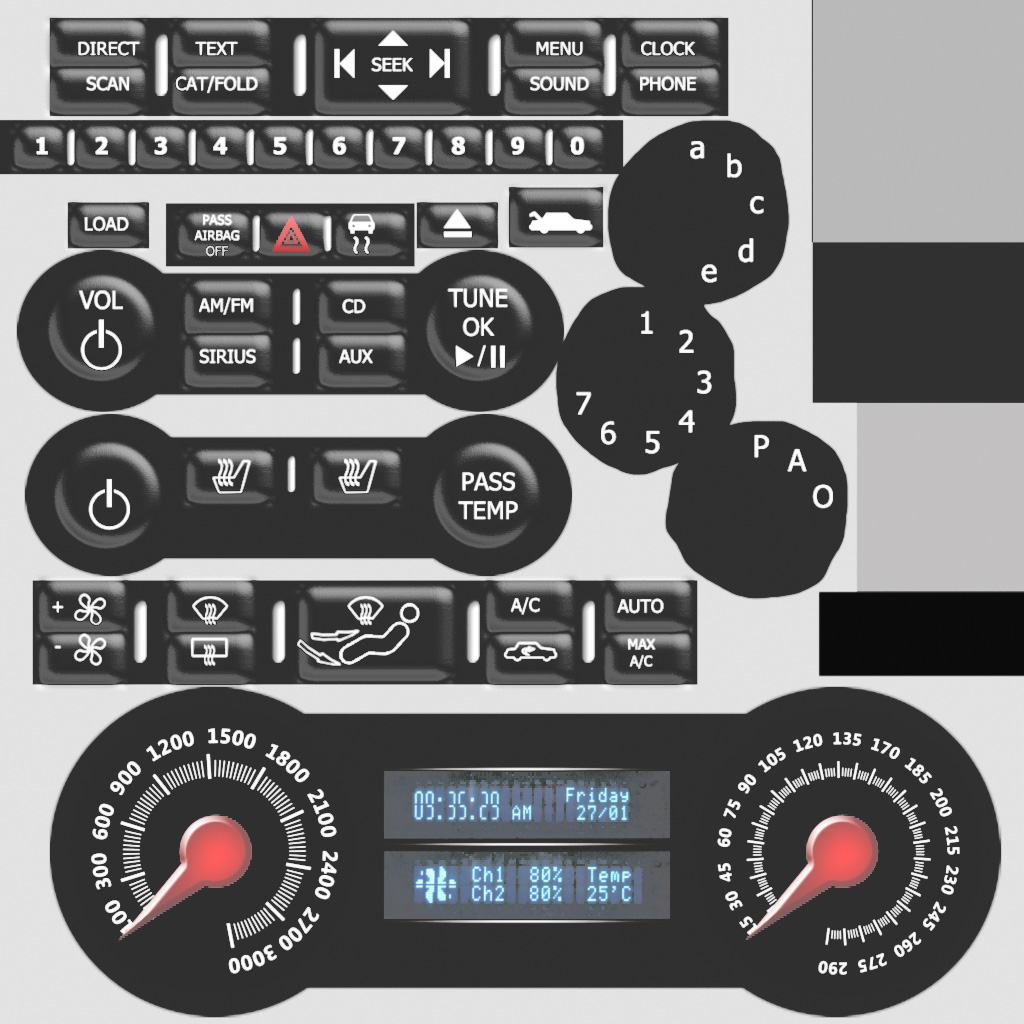 DIRECT TEXT MENU CLOCK
SEEK
SCAN CAT/FOLD SOUND PHONE
1 2 3 4 5 6 7 8 9 0
a
b
c
d
e
LOAD
PASS
AIRBAG
OFF
VOL AM/FM CD TUNE
OK
SIRIUS AUX
/
1
2
3
4
5
6
7
PASS
TEMP
P
A
O
+ A/C AUTO
- MAX
A/C
100 300 600 900 1200 1500 1800 2100 2400 2700 3000
09:35:29 AM Friday
27/01
Ch1 80% Temp
Ch2 80% 25°C
15 30 45 60 75 90 105 120 135 170 185 200 215 230 245 260 275 290